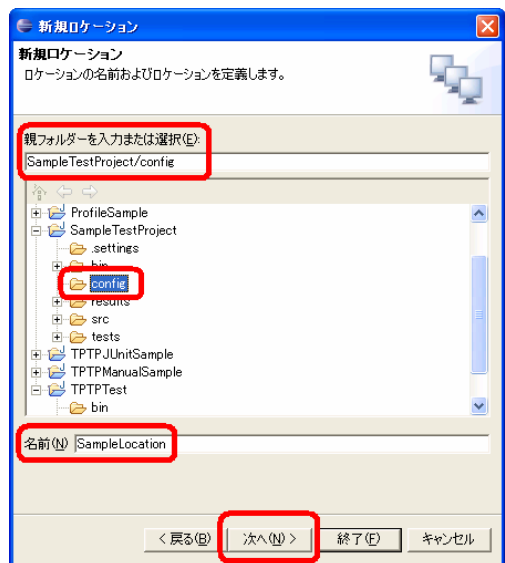 新規ロケーション
新規ロケーション
ロケーションの名前およびロケーションを定義します。
親フォルダーを入力または選択(E):
SampleTestProject/config
ProfileSample
SampleTestProject
.settings
bin
config
results
src
tests
TPTPJUnitSample
TPTPManualSample
TPTPTest
bin
名前(N) SampleLocation
< 戻る(B) 次へ(N) > 終了(F) キャンセル